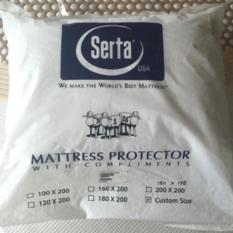 Serta
USA
WE MAKE THE WORLD'S BEST MATTRESS
MATTRESS PROTECTOR
WITH COMPLIMENTS
100 X 200
160 X 200
200 X 200
120 X 200
180 X 200
Custom Size